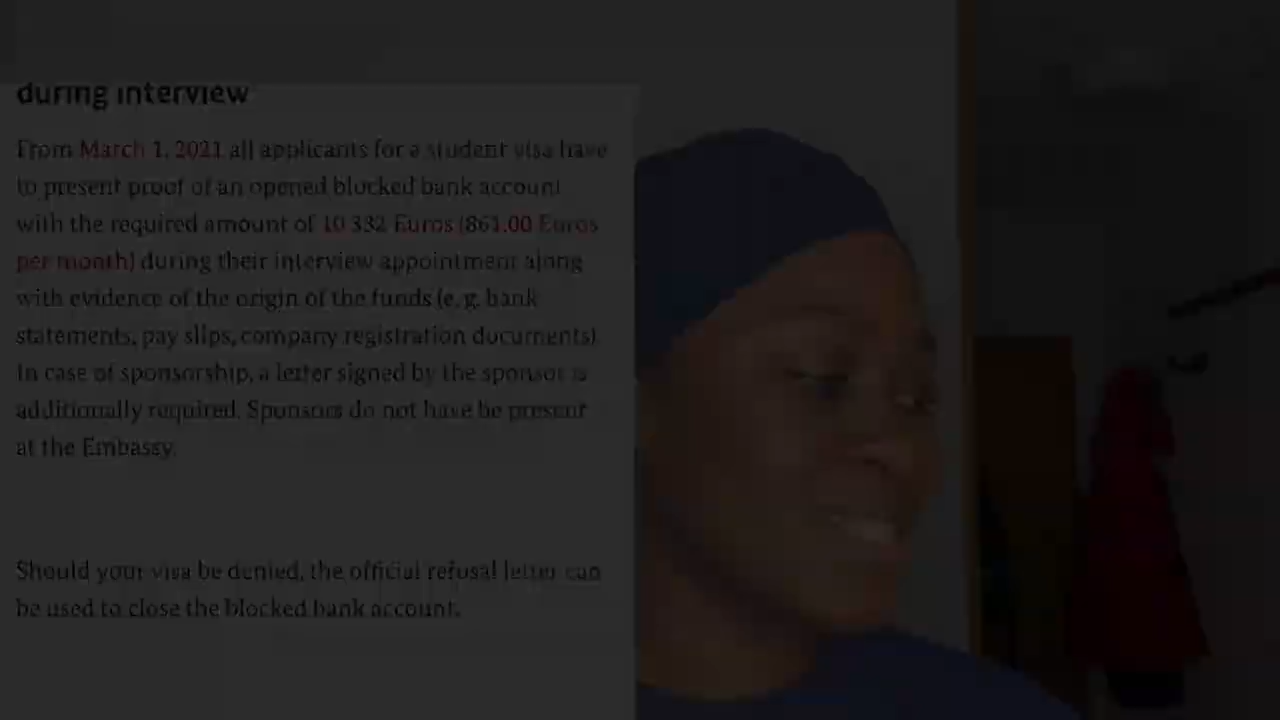 during interview
From March 1, 2021 all applicants for a student visa have
to present proof of an opened blocked bank account
with the required amount of 10 332 Euros (861,00 Euros
per month) during their interview appointment along
with evidence of the origin of the funds (e. g. bank
statements, pay slips, company registration documents).
In case of sponsorship, a letter signed by the sponsor is
additionally required. Sponsors do not have be present
at the Embassy.
Should your visa be denied, the official refusal letter can
be used to close the blocked bank account.